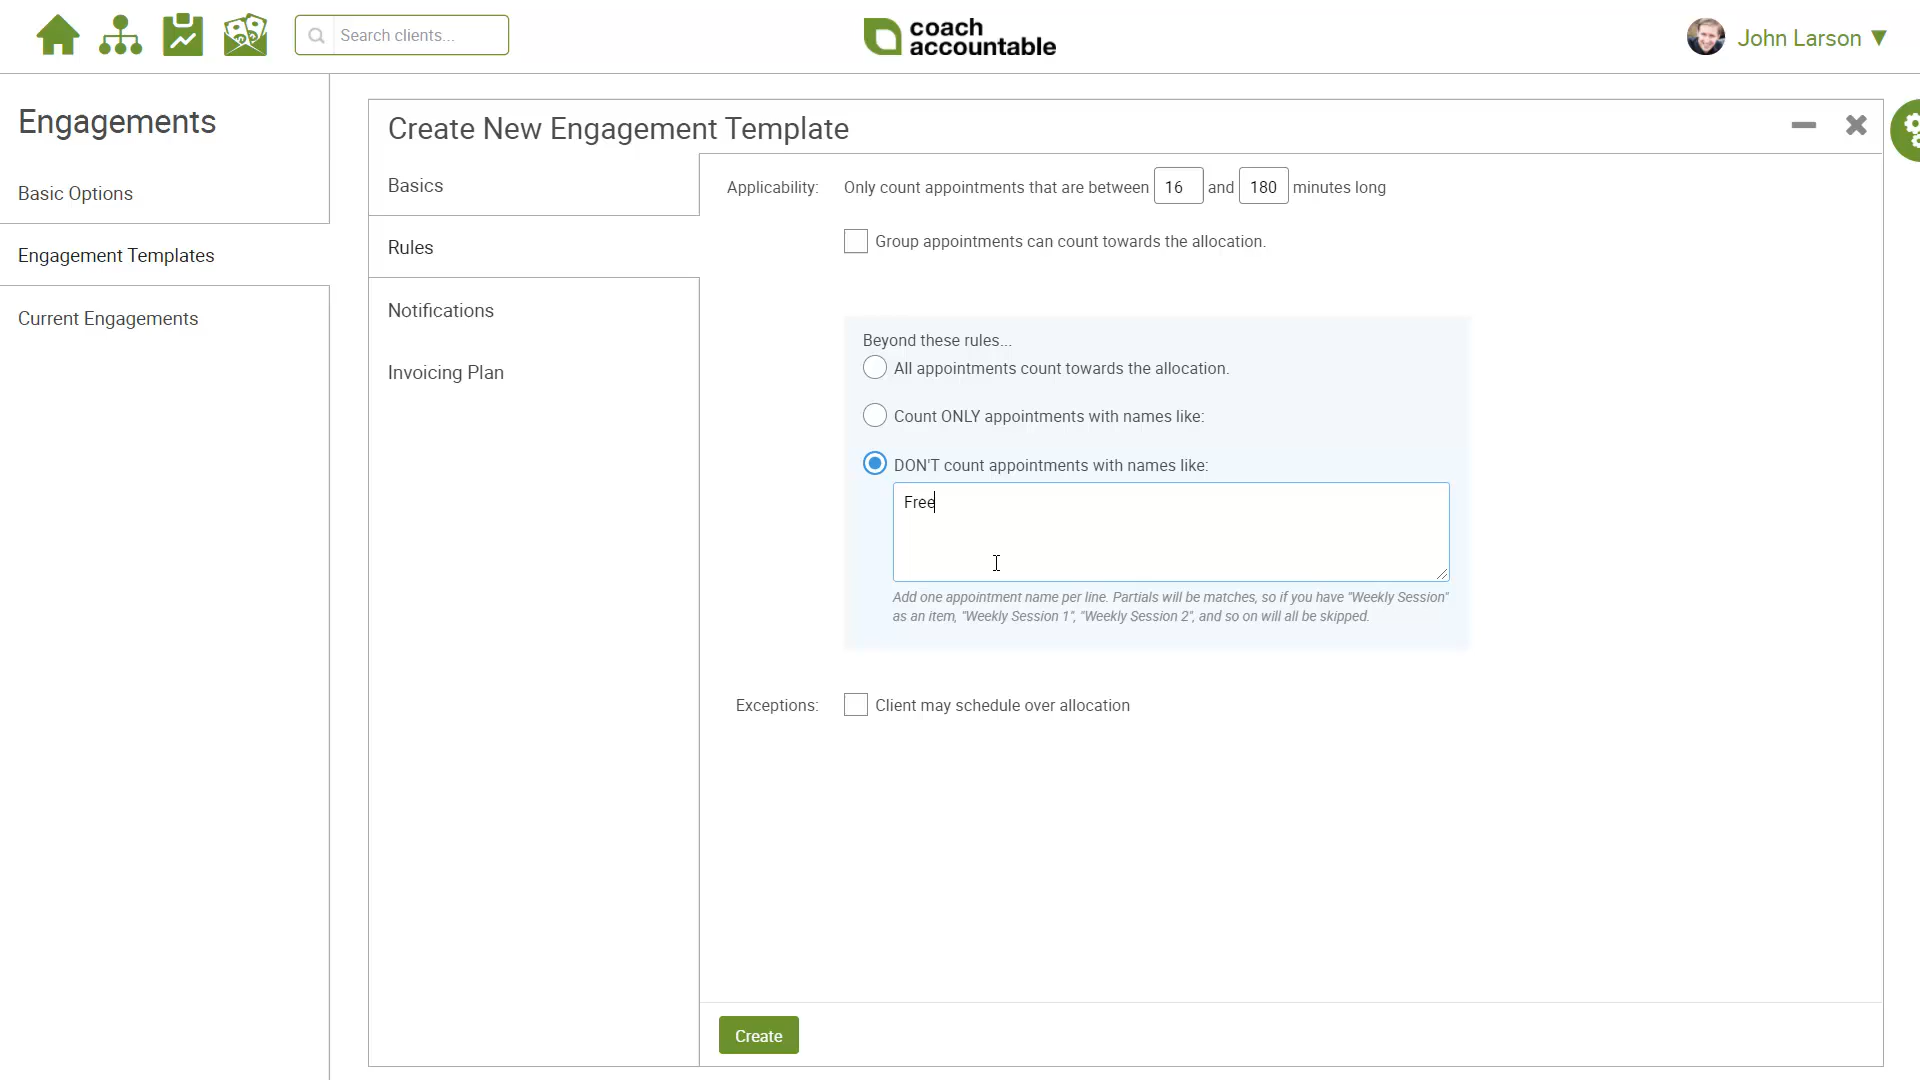 Search clients...
coach
accountable
John Larson ▼
Engagements
Basic Options
Engagement Templates
Current Engagements
Create New Engagement Template
Basics
Rules
Notifications
Invoicing Plan
Applicability: Only count appointments that are between 16 and 180 minutes long
Group appointments can count towards the allocation.
Beyond these rules...
All appointments count towards the allocation.
Count ONLY appointments with names like:
DON'T count appointments with names like:
Free
Add one appointment name per line. Partials will be matches, so if you have "Weekly Session"
as an item, "Weekly Session 1", "Weekly Session 2", and so on will all be skipped.
Exceptions: Client may schedule over allocation
Create